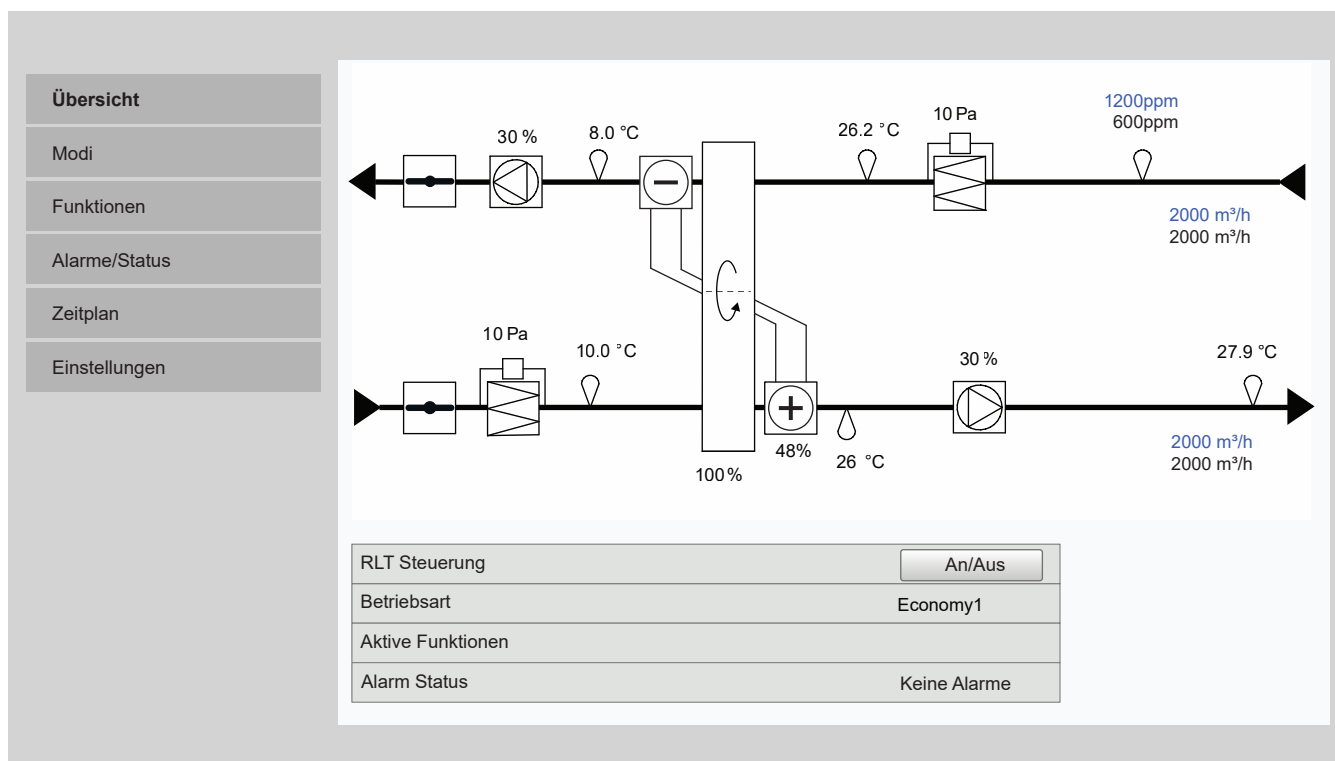 Übersicht
Modi
Funktionen
Alarme/Status
Zeitplan
Einstellungen
30 %
8.0 °C
26.2 °C
10 Pa
1200ppm
600ppm
2000 m³/h
2000 m³/h
10 Pa
10.0 °C
30 %
27.9 °C
48%
26 °C
100%
2000 m³/h
2000 m³/h
RLT Steuerung
An/Aus
Betriebsart
Economy1
Aktive Funktionen
Alarm Status
Keine Alarme